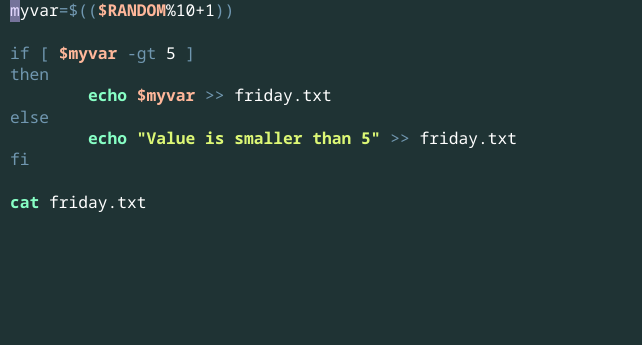 myvar=$(($RANDOM%10+1))
if [ $myvar -gt 5 ]
then
echo $myvar >> friday.txt
else
echo "Value is smaller than 5" >> friday.txt
fi
cat friday.txt